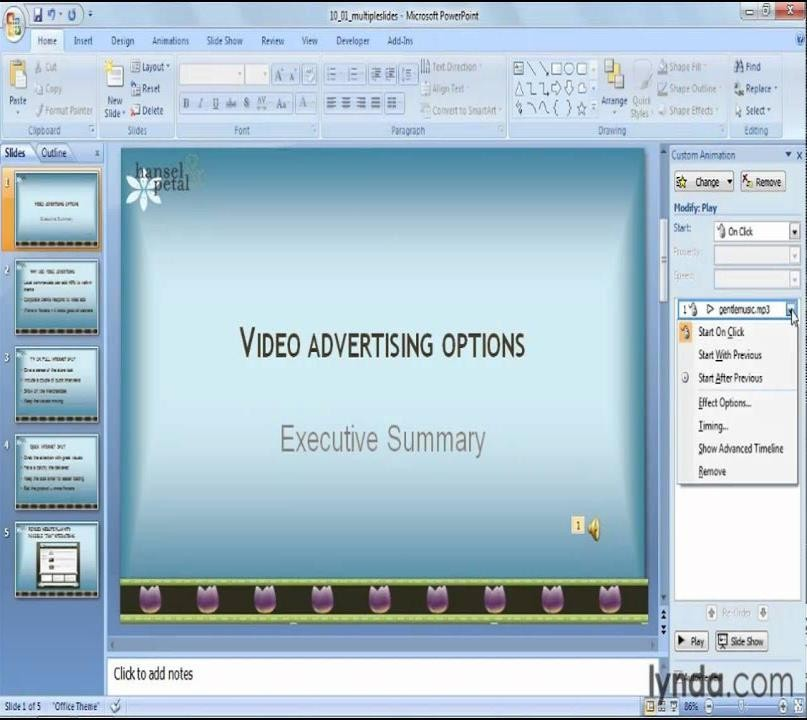 10_01_multipleslides - Microsoft PowerPoint
Home Insert Design Animations Slide Show Review View Developer Add-Ins
Paste
Cut
Copy
Format Painter
Clipboard
New Slide
Layout
Reset
Delete
Slides
B I U abc S AV Aa A
Font
Text Direction
Align Text
Convert to SmartArt
Paragraph
Arrange
Quick Styles
Shape Fill
Shape Outline
Shape Effects
Drawing
Find
Replace
Select
Editing
Slides Outline x
1
VIDEO ADVERTISING OPTIONS
Executive Summary
2
3
4
5
hansel & petal
VIDEO ADVERTISING OPTIONS
Executive Summary
1
Custom Animation
Change Remove
Modify: Play
Start: On Click
Property:
Speed:
1 gentlemusic.mp3
Start On Click
Start With Previous
Start After Previous
Effect Options...
Timing...
Show Advanced Timeline
Remove
Re-Order
Play Slide Show
Click to add notes
lynda.com
Slide 1 of 5 "Office Theme" 86%